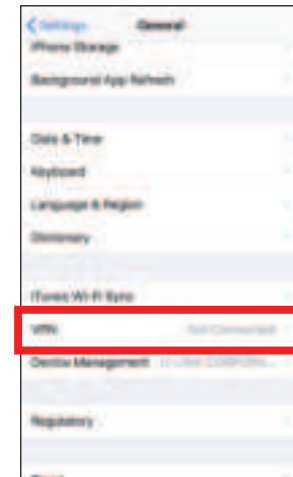 Settings General
iPhone Storage
Background App Refresh
Date & Time
Keyboard
Language & Region
Dictionary
iTunes Wi-Fi Sync
VPN Not Connected
Device Management
Regulatory